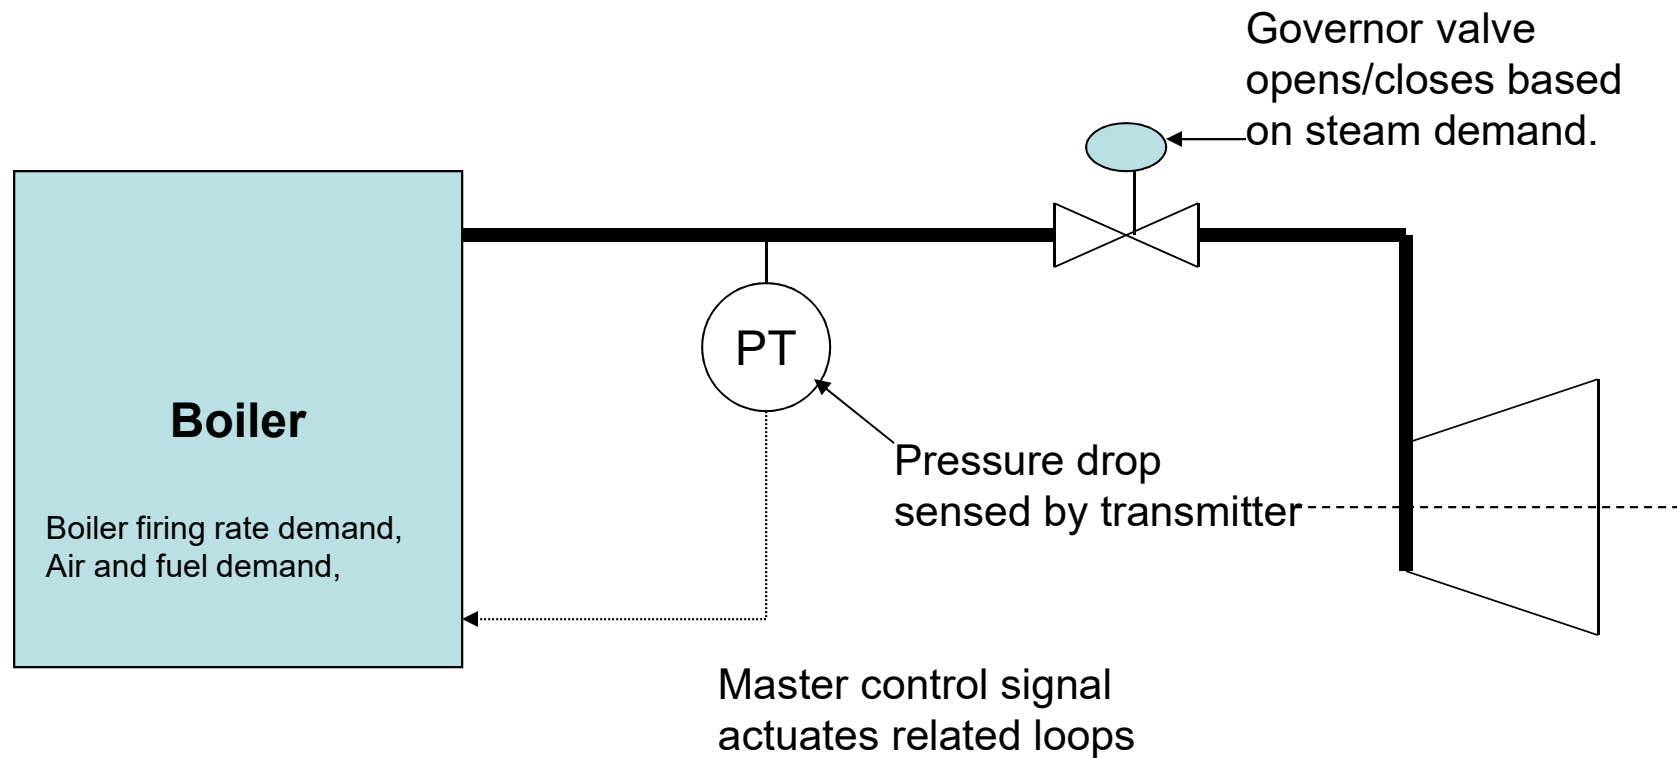 Governor valve
opens/closes based
on steam demand.
PT
Boiler
Pressure drop
sensed by transmitter
Boiler firing rate demand,
Air and fuel demand,
Master control signal
actuates related loops